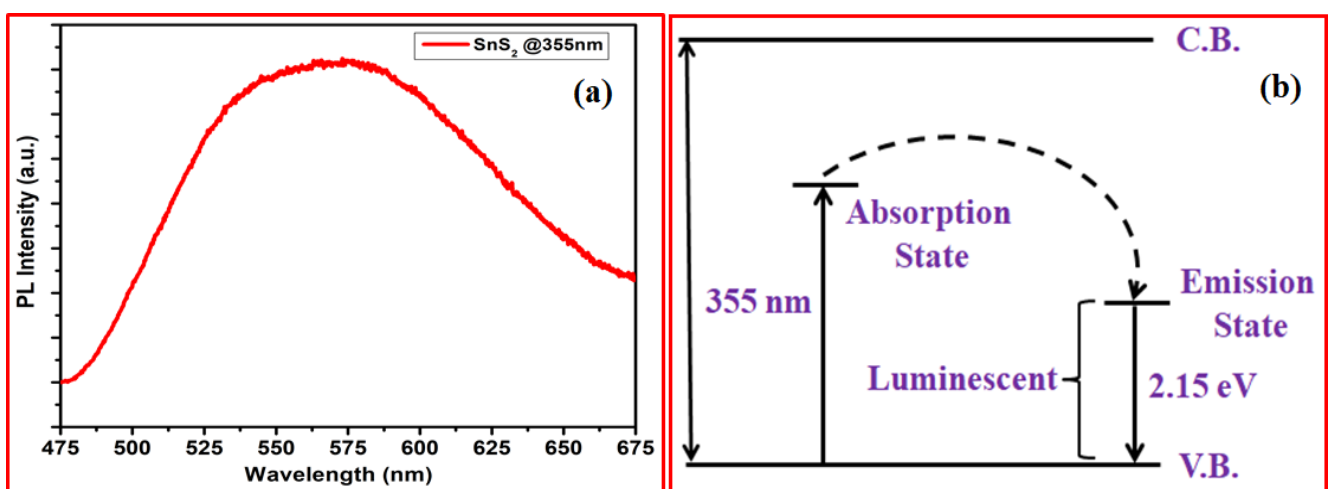 SnS₂ @355nm
(a)
PL Intensity (a.u.)
475 500 525 550 575 600 625 650 675
Wavelength (nm)
C.B.
(b)
Absorption
State
355 nm
Emission
State
Luminescent
2.15 eV
V.B.